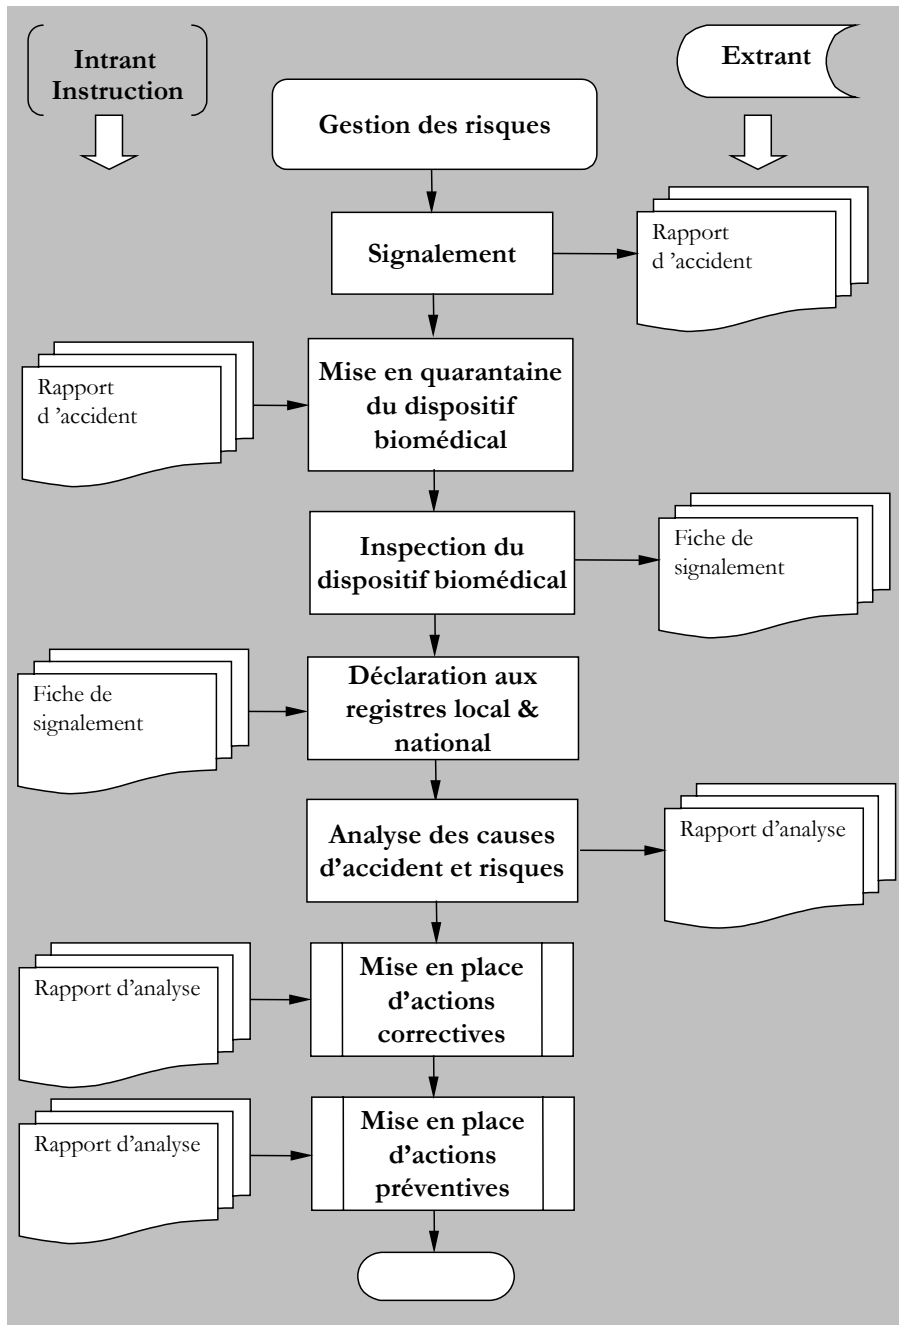 Intrant
Instruction
Extrant
Gestion des risques
Signalement
Rapport
d ’accident
Mise en quarantaine
du dispositif
biomédical
Rapport
d ’accident
Inspection du
dispositif biomédical
Fiche de
signalement
Déclaration aux
registres local &
national
Fiche de
signalement
Analyse des causes
d’accident et risques
Rapport d’analyse
Mise en place
d’actions
correctives
Rapport d’analyse
Mise en place
d’actions
préventives
Rapport d’analyse